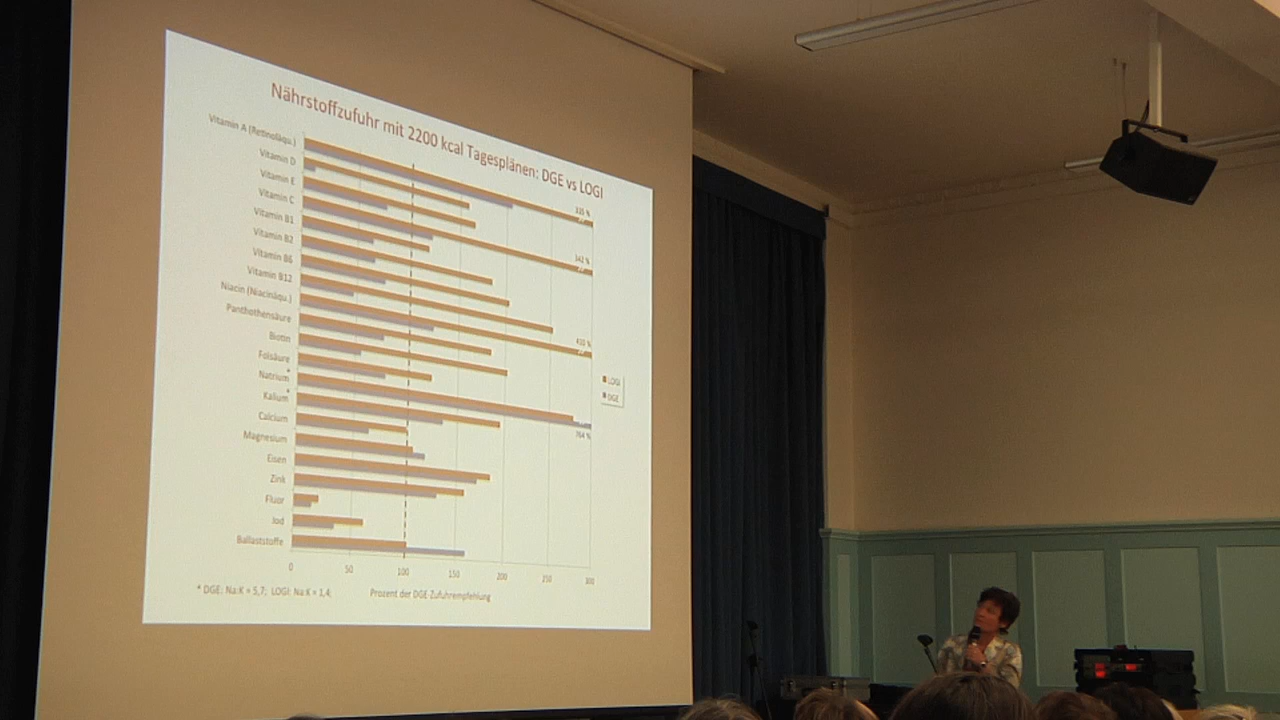 Nährstoffzufuhr mit 2200 kcal Tagesplänen: DGE vs LOGI
Vitamin A (Retinoläqu.)
Vitamin D
Vitamin E
Vitamin C
Vitamin B1
Vitamin B2
Vitamin B6
Vitamin B12
Niacin (Niacinäqu.)
Panthothensäure
Biotin
Folsäure
Natrium*
Kalium*
Calcium
Magnesium
Eisen
Zink
Fluor
Jod
Ballaststoffe
342 %
764 %
LOGI
DGE
0 50 100 150 200 250 300
Prozent der DGE-Zufuhrempfehlung
* DGE: Na:K = 5,7; LOGI: Na:K = 1,4;